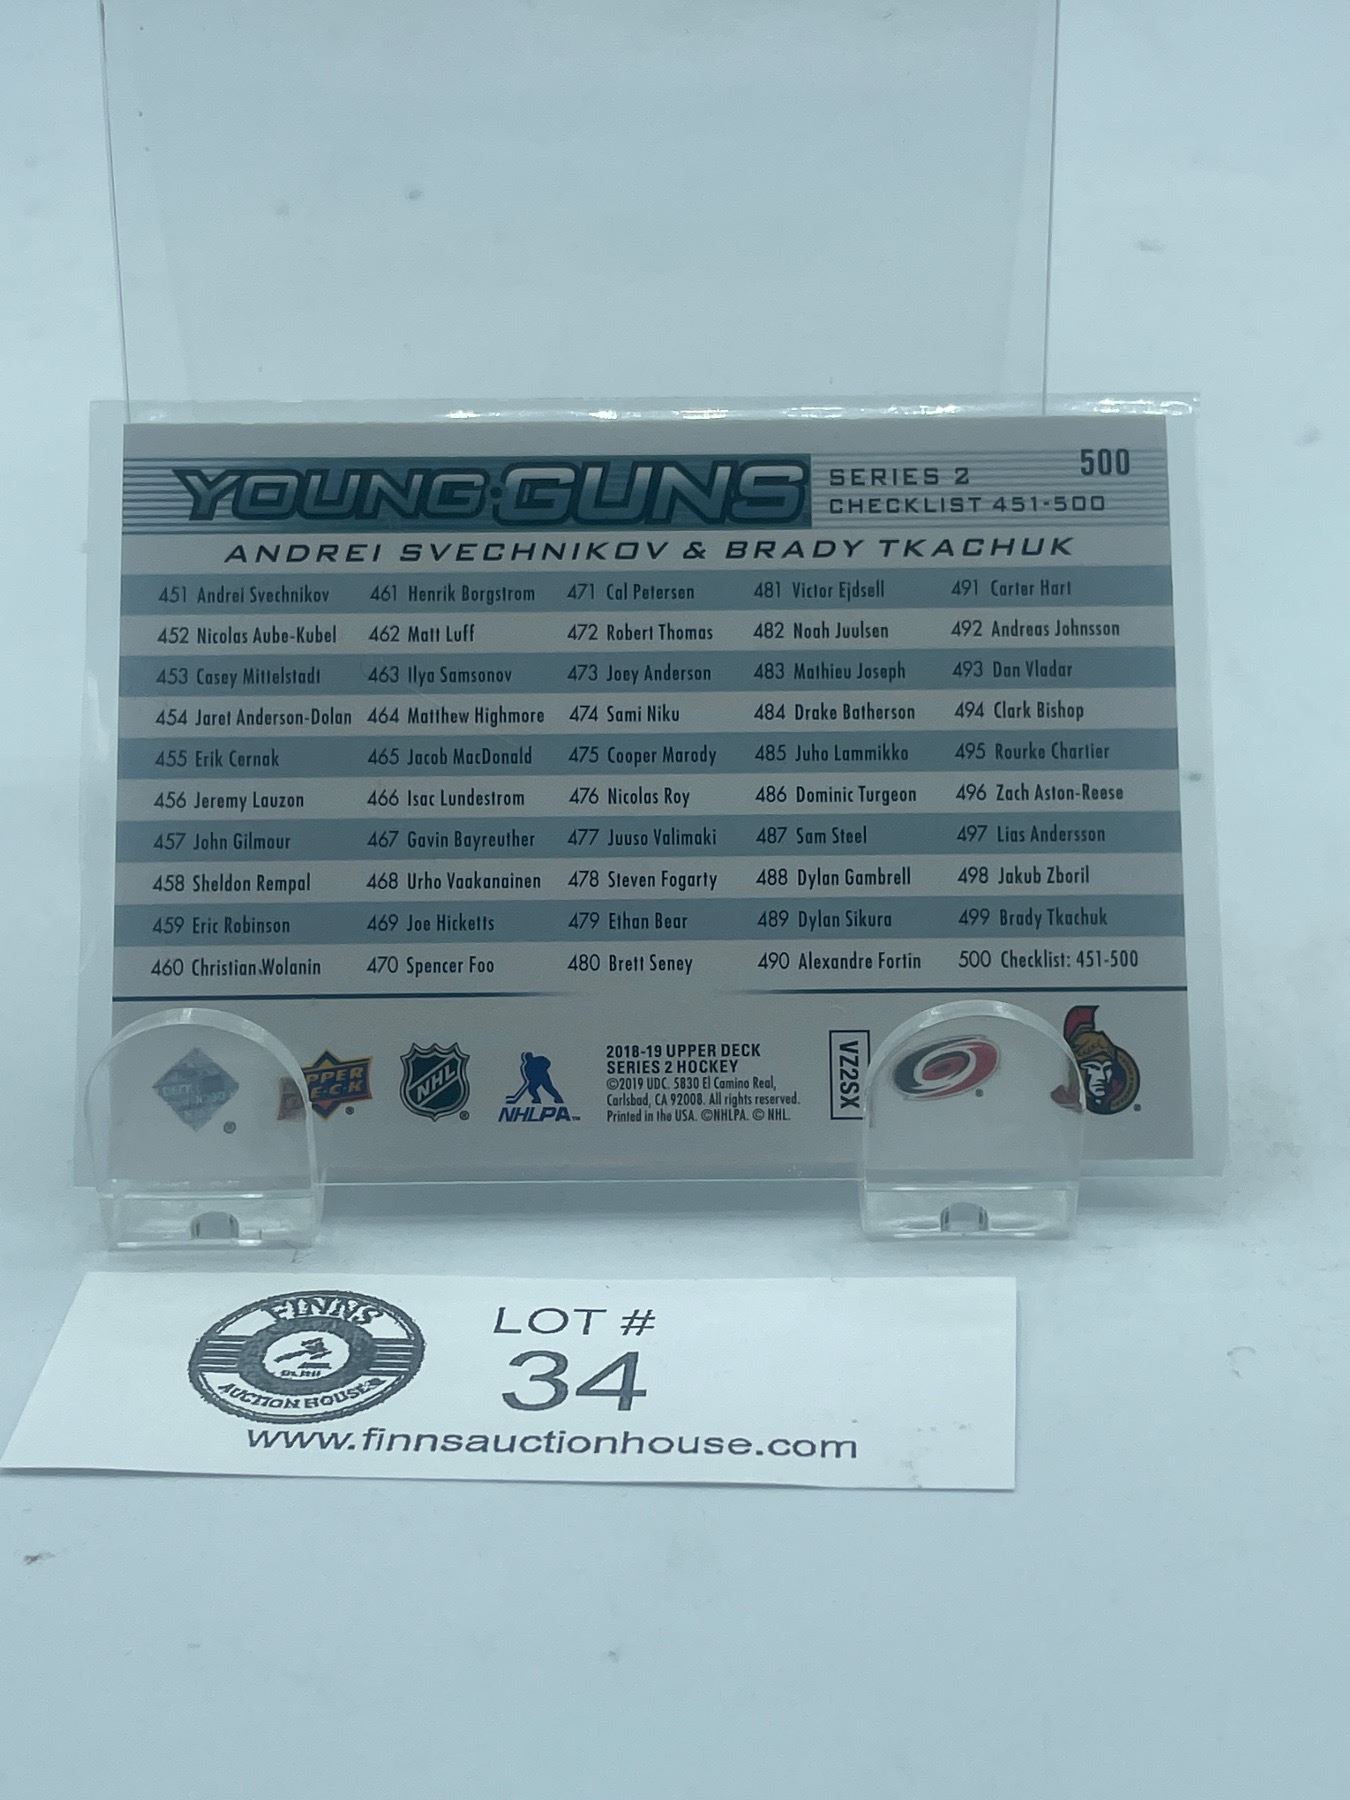 YOUNG GUNS
SERIES 2
CHECKLIST 451-500
500
ANDREI SVECHNIKOV & BRADY TKACHUK
451 Andrei Svechnikov 461 Henrik Borgstrom 471 Cal Petersen 481 Victor Ejdsell 491 Carter Hart
452 Nicolas Aube-Kubel 462 Matt Luff 472 Robert Thomas 482 Noah Juulsen 492 Andreas Johnsson
453 Casey Mittelstadt 463 Ilya Samsonov 473 Joey Anderson 483 Mathieu Joseph 493 Dan Vladar
454 Jaret Anderson-Dolan 464 Matthew Highmore 474 Sami Niku 484 Drake Batherson 494 Clark Bishop
455 Erik Cernak 465 Jacob MacDonald 475 Cooper Marody 485 Juho Lammikko 495 Rourke Chartier
456 Jeremy Lauzon 466 Isac Lundestrom 476 Nicolas Roy 486 Dominic Turgeon 496 Zach Aston-Reese
457 John Gilmour 467 Gavin Bayreuther 477 Juuso Valimaki 487 Sam Steel 497 Lias Andersson
458 Sheldon Rempal 468 Urho Vaakanainen 478 Steven Fogarty 488 Dylan Gambrell 498 Jakub Zboril
459 Eric Robinson 469 Joe Hicketts 479 Ethan Bear 489 Dylan Sikura 499 Brady Tkachuk
460 Christian Wolanin 470 Spencer Foo 480 Brett Seney 490 Alexandre Fortin 500 Checklist: 451-500
NHL
NHLPA
2018-19 UPPER DECK
SERIES 2 HOCKEY
©2019 UDC. 5830 El Camino Real,
Carlsbad, CA 92008. All rights reserved.
Printed in the USA. ©NHLPA. © NHL.
VZ2SX
FINNS
AUCTION HOUSE
LOT #
34
www.finnsauctionhouse.com